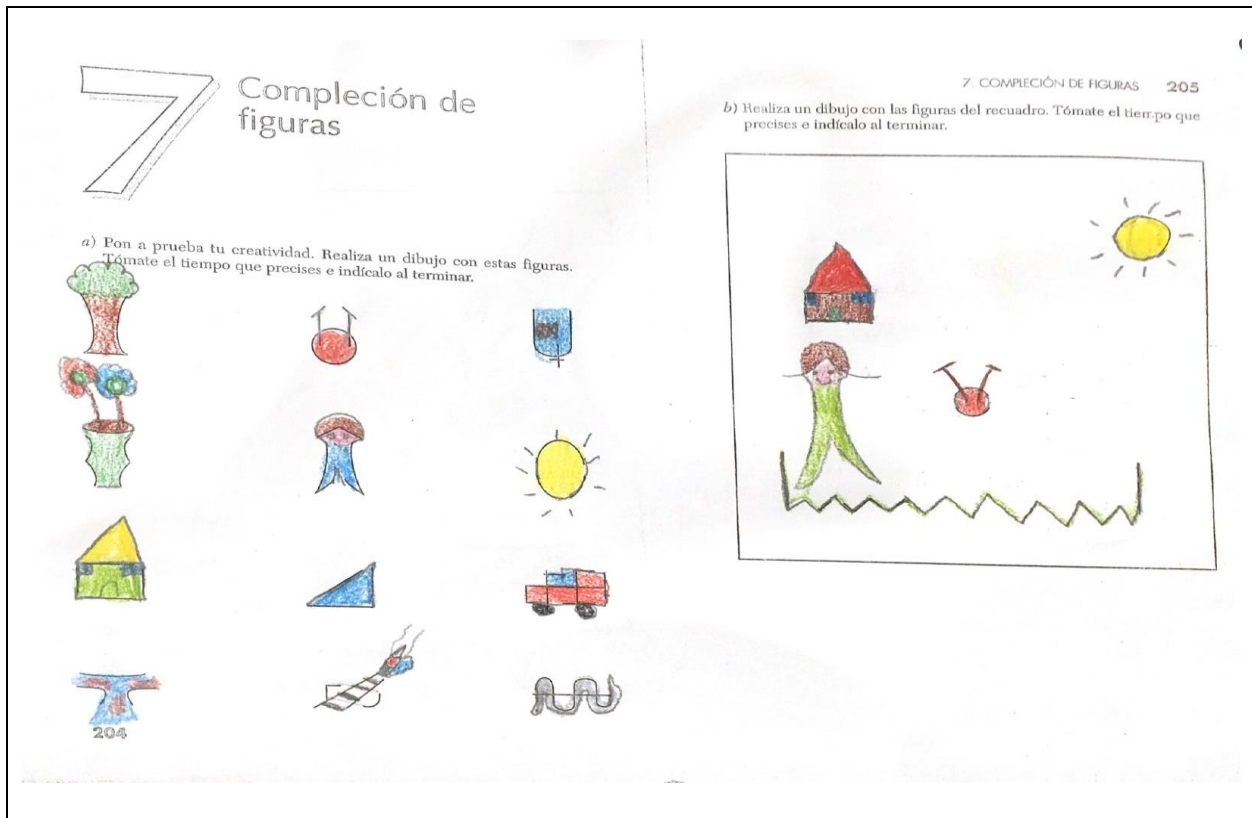 7
Compleción de
figuras
a) Pon a prueba tu creatividad. Realiza un dibujo con estas figuras.
Tómate el tiempo que precises e indícalo al terminar.
204
7. COMPLECIÓN DE FIGURAS 205
b) Realiza un dibujo con las figuras del recuadro. Tómate el tiempo que
precises e indícalo al terminar.